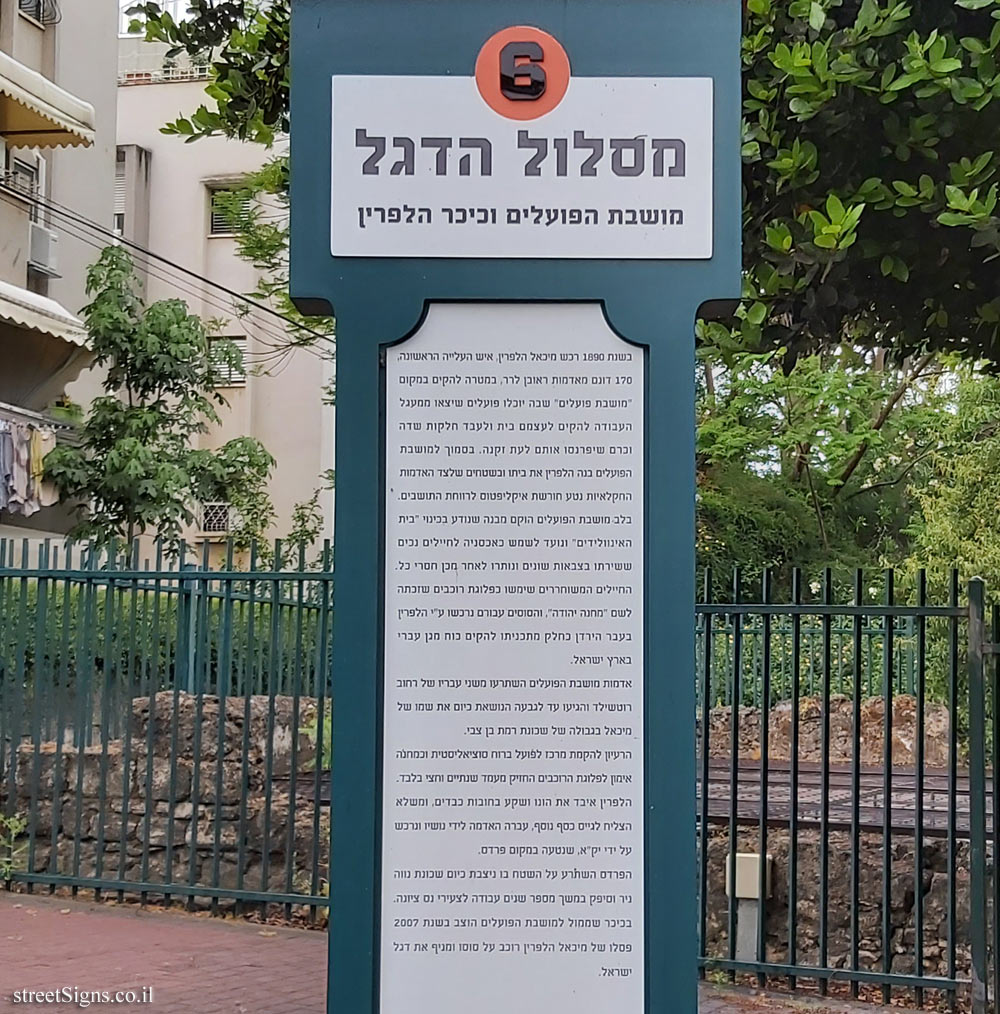 6
מסלול הדגל
מושבת הפועלים וכיכר הלפרין
בשנת 1890 רכש מיכאל הלפרין, איש העלייה הראשונה,
170 דונם מאדמות ראובן לרר, במטרה להקים במקום
"מושבת פועלים" שבה יוכלו פועלים שיצאו ממעגל
העבודה להקים לעצמם בית ולעבד חלקות שדה
וכרם שיפרנסו אותם לעת זקנה. בסמוך למושבת
הפועלים בנה הלפרין את ביתו ובשטחים שלצד האדמות
החקלאיות נטע חורשת איקליפטוס לרווחת התושבים.
בלב מושבת הפועלים הוקם מבנה שנודע בכינוי "בית
האינוולידים" ונועד לשמש כאכסניה לחיילים נכים
ששירתו בצבאות שונים ונותרו לאחר מכן חסרי כל.
החיילים המשוחררים שימשו כפלוגת רוכבים שזכתה
לשם "מחנה יהודה", והסוסים עבורם נרכשו ע"י הלפרין
בעבר הירדן כחלק מתכניתו להקים כוח מגן עברי
בארץ ישראל.
אדמות מושבת הפועלים השתרעו משני עבריו של רחוב
רוטשילד והגיעו עד לגבעה הנושאת כיום את שמו של
מיכאל בגבולה של שכונת רמת בן צבי.
הרעיון להקמת מרכז לפועל ברוח סוציאליסטית וכמחנה
אימון לפלוגת הרוכבים החזיק מעמד שנתיים וחצי בלבד.
הלפרין איבד את הונו ושקע בחובות כבדים, ומשלא
הצליח לגייס כסף נוסף, עברה האדמה לידי נושיו ונרכש
על ידי יק"א, שנטעה במקום פרדס.
הפרדס השתרע על השטח בו ניצבת כיום שכונת נווה
ניר וסיפק במשך מספר שנים עבודה לצעירי נס ציונה.
בכיכר שממול למושבת הפועלים הוצב בשנת 2007
פסלו של מיכאל הלפרין רוכב על סוסו ומניף את דגל
ישראל.
streetSigns.co.il